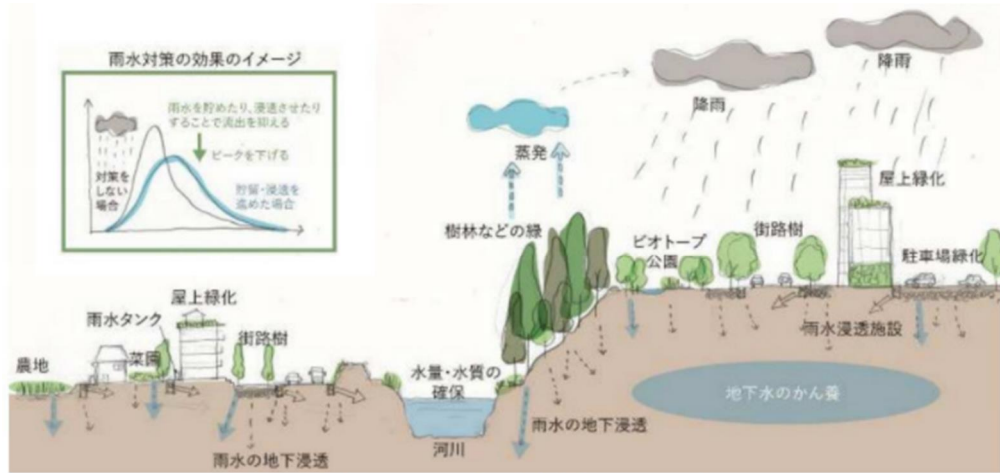 雨水対策の効果のイメージ
雨水を貯めたり、浸透させたり
することで流出を抑える
ピークを下げる
対策を
しない
場合
貯留・浸透を
進めた場合
降雨
降雨
蒸発
樹林などの緑
ビオトープ
公園
街路樹
屋上緑化
駐車場緑化
雨水浸透施設
地下水のかん養
屋上緑化
雨水タンク
街路樹
菜園
農地
水量・水質の
確保
河川
雨水の地下浸透
雨水の地下浸透